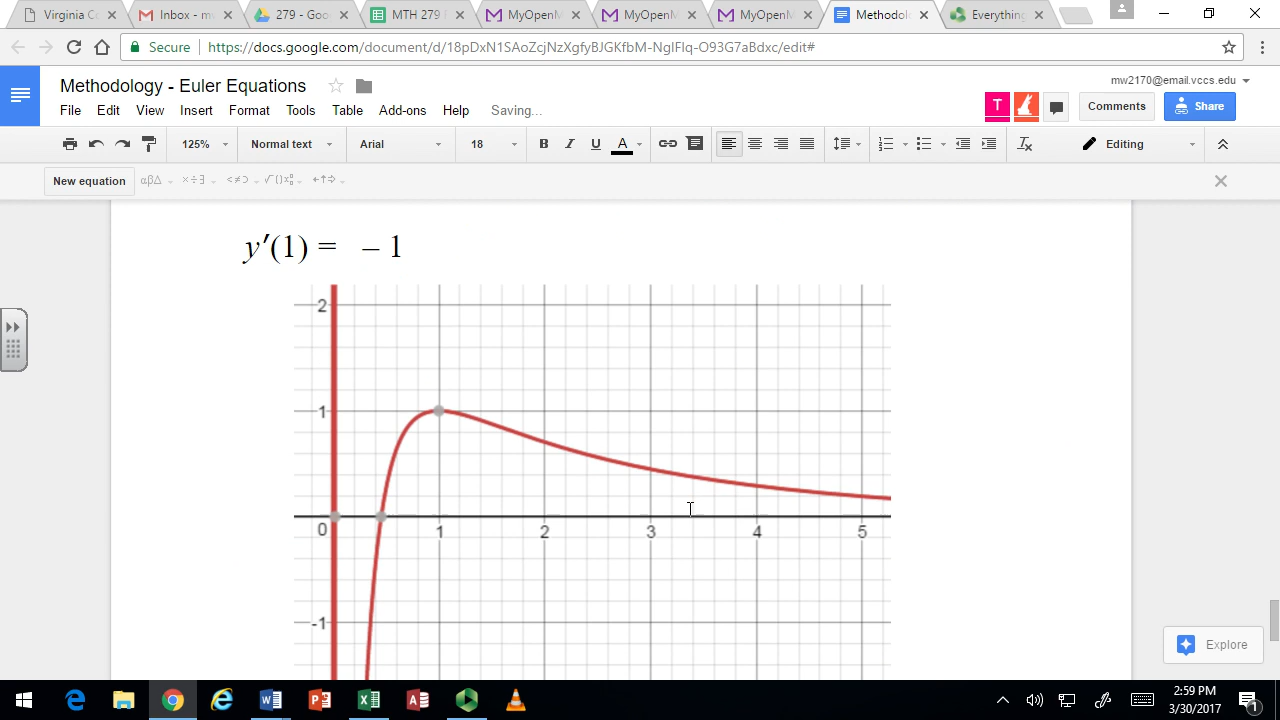 Virginia C
Inbox - m
279 - Goo
MTH 279
MyOpenM
MyOpenM
MyOpenM
Methodol
Everything
Secure
https://docs.google.com/document/d/18pDxN1SAoZcjNzXgfyBJGKfbM-NgIFlq-O93G7aBdxc/edit#
Methodology - Euler Equations
mw2170@email.vccs.edu
File Edit View Insert Format Table Add-ons Help Saving...
T
Comments
Share
125% Normal text Arial 18 B I U A Editing
New equation αβΔ ×÷∃
y′(1) = – 1
2
1
0 1 2 3 4 5
-1
Explore
2:59 PM
3/30/2017
1